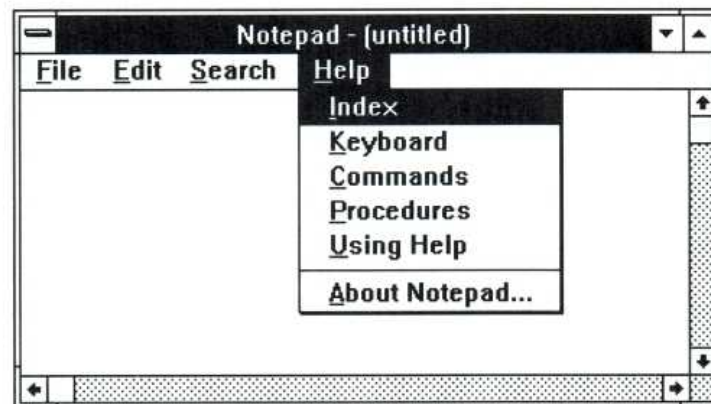 Notepad - (untitled)
File Edit Search Help
Index
Keyboard
Commands
Procedures
Using Help
About Notepad...